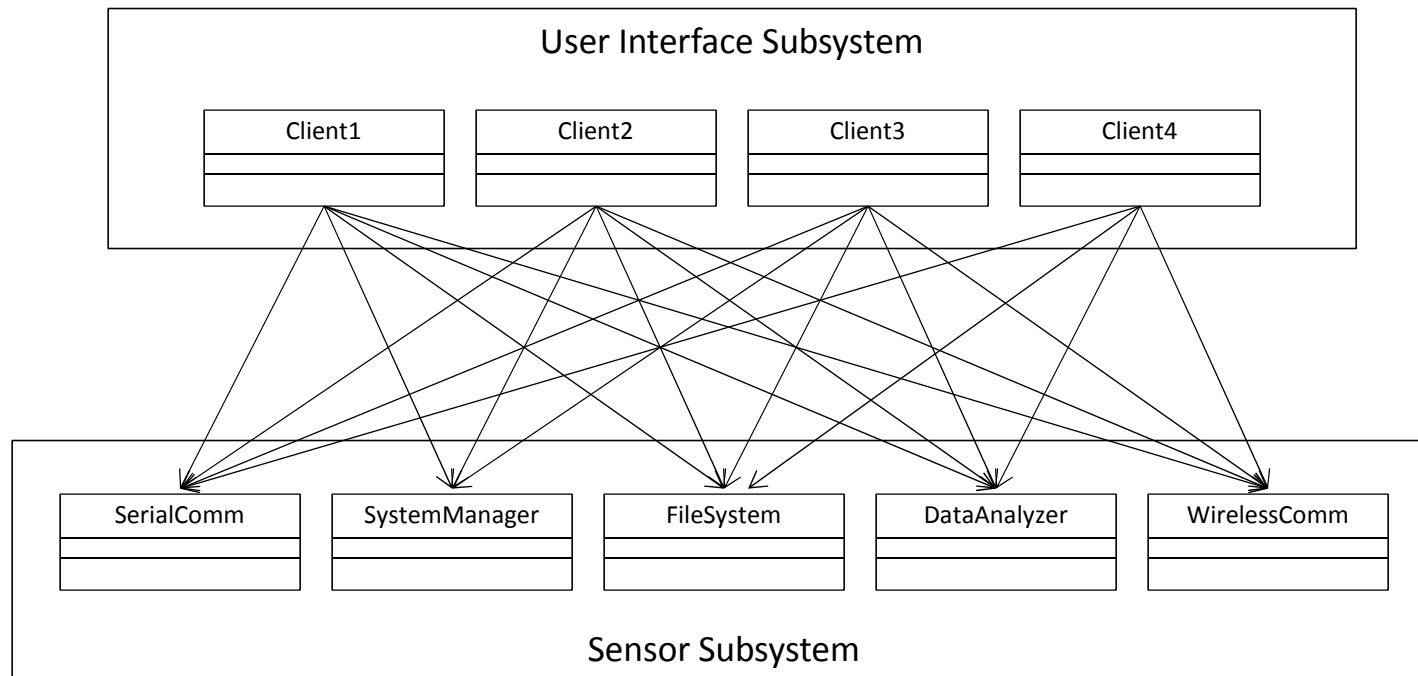 User Interface Subsystem
Client1
Client2
Client3
Client4
SerialComm
SystemManager
FileSystem
DataAnalyzer
WirelessComm
Sensor Subsystem